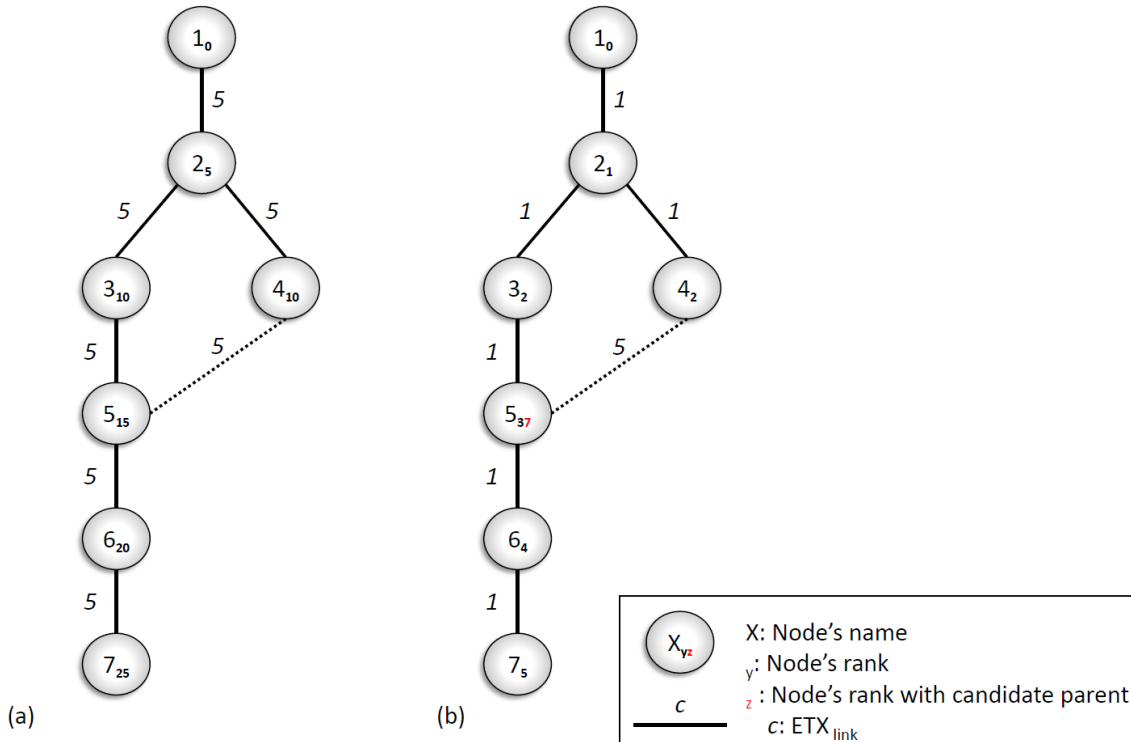 1₀
5
2₅
5 5
3₁₀ 4₁₀
5 5
5₁₅
5
6₂₀
5
7₂₅
(a)
1₀
1
2₁
1 1
3₂ 4₂
1 5
5₃₇
1
6₄
1
7₅
(b)
X_yz
X: Node's name
y: Node's rank
z : Node's rank with candidate parent
c
c: ETX link